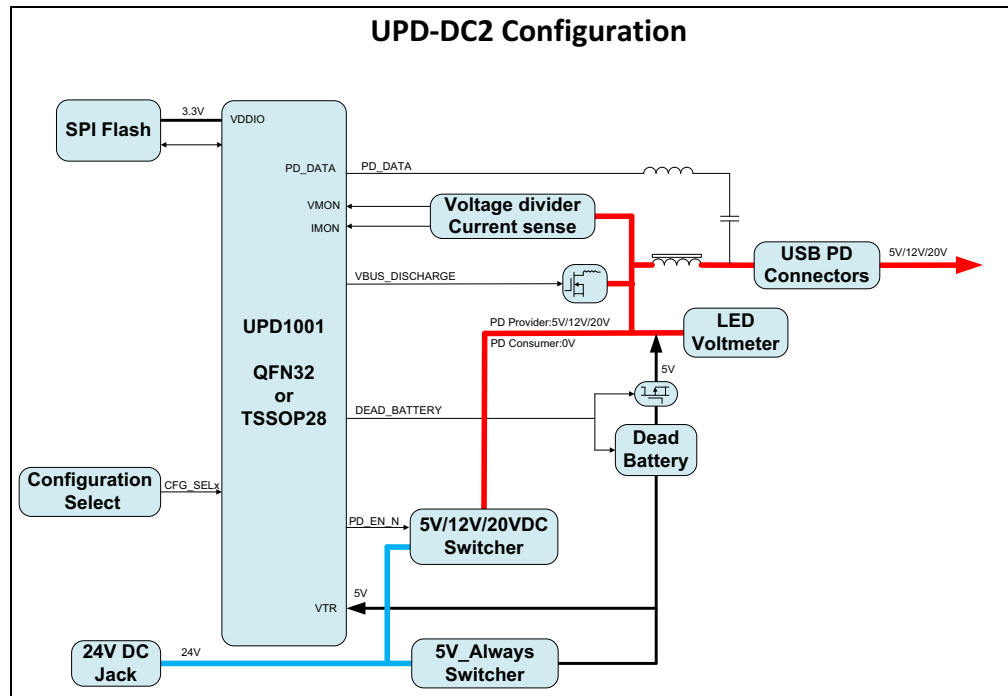 UPD-DC2 Configuration
SPI Flash
3.3V
VDDIO
PD_DATA
PD_DATA
VMON
IMON
Voltage divider
Current sense
USB PD
Connectors
5V/12V/20V
VBUS_DISCHARGE
UPD1001
QFN32
or
TSSOP28
PD Provider:5V/12V/20V
PD Consumer:0V
LED
Voltmeter
5V
DEAD_BATTERY
Dead
Battery
Configuration
Select
CFG_SELx
PD_EN_N
5V/12V/20VDC
Switcher
VTR
5V
24V DC
Jack
24V
5V_Always
Switcher